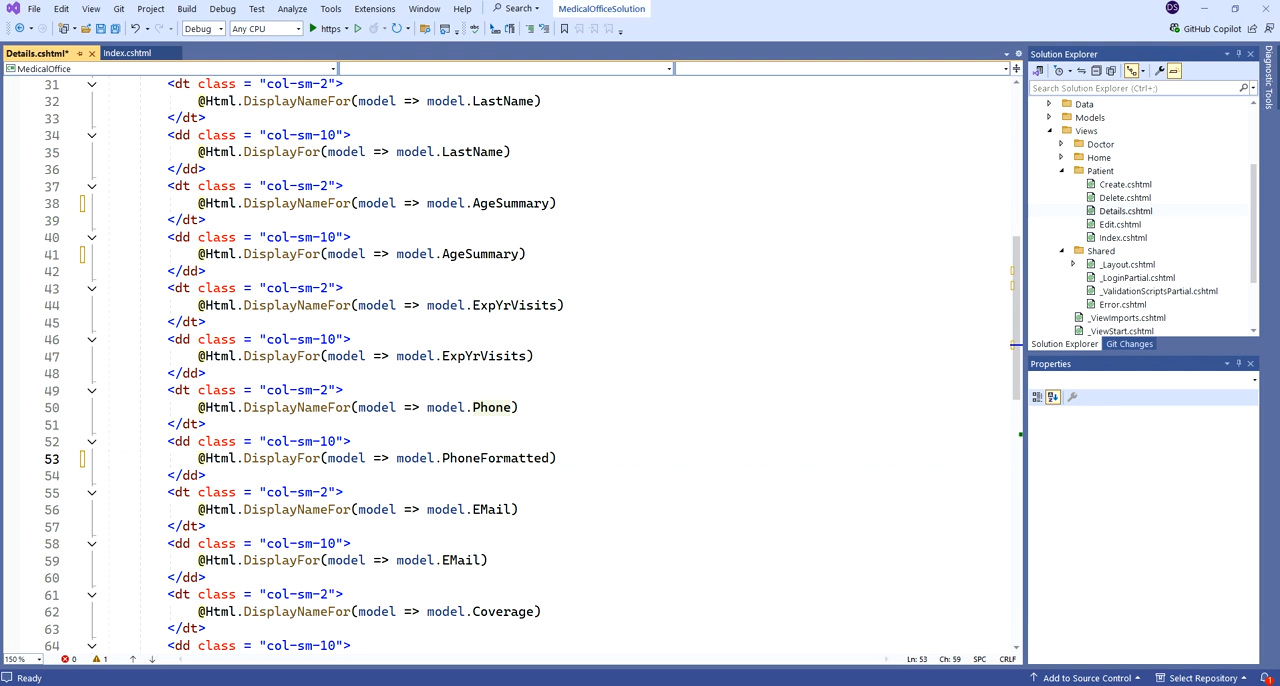 File Edit View Git Project Build Debug Test Analyze Tools Extensions Window Help Search MedicalOfficeSolution DS
Debug Any CPU https GitHub Copilot
Details.cshtml* Index.cshtml
MedicalOffice
31 <dt class = "col-sm-2">
32 @Html.DisplayNameFor(model => model.LastName)
33 </dt>
34 <dd class = "col-sm-10">
35 @Html.DisplayFor(model => model.LastName)
36 </dd>
37 <dt class = "col-sm-2">
38 @Html.DisplayNameFor(model => model.AgeSummary)
39 </dt>
40 <dd class = "col-sm-10">
41 @Html.DisplayFor(model => model.AgeSummary)
42 </dd>
43 <dt class = "col-sm-2">
44 @Html.DisplayNameFor(model => model.ExpYrVisits)
45 </dt>
46 <dd class = "col-sm-10">
47 @Html.DisplayFor(model => model.ExpYrVisits)
48 </dd>
49 <dt class = "col-sm-2">
50 @Html.DisplayNameFor(model => model.Phone)
51 </dt>
52 <dd class = "col-sm-10">
53 @Html.DisplayFor(model => model.PhoneFormatted)
54 </dd>
55 <dt class = "col-sm-2">
56 @Html.DisplayNameFor(model => model.EMail)
57 </dt>
58 <dd class = "col-sm-10">
59 @Html.DisplayFor(model => model.EMail)
60 </dd>
61 <dt class = "col-sm-2">
62 @Html.DisplayNameFor(model => model.Coverage)
63 </dt>
64 <dd class = "col-sm-10">
150 % 0 1 Ln: 53 Ch: 59 SPC CRLF
Solution Explorer
Search Solution Explorer (Ctrl+;)
Data
Models
Views
Doctor
Home
Patient
Create.cshtml
Delete.cshtml
Details.cshtml
Edit.cshtml
Index.cshtml
Shared
_Layout.cshtml
_LoginPartial.cshtml
_ValidationScriptsPartial.cshtml
Error.cshtml
_ViewImports.cshtml
_ViewStart.cshtml
Solution Explorer Git Changes
Properties
Diagnostic Tools
Ready Add to Source Control Select Repository 1